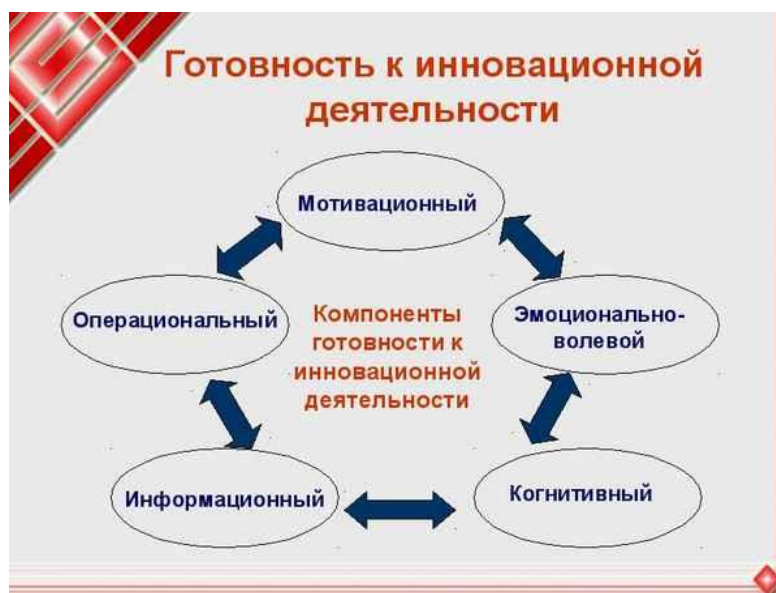 Готовность к инновационной
деятельности
Мотивационный
Операциональный
Компоненты
готовности к
инновационной
деятельности
Эмоционально-
волевой
Информационный
Когнитивный